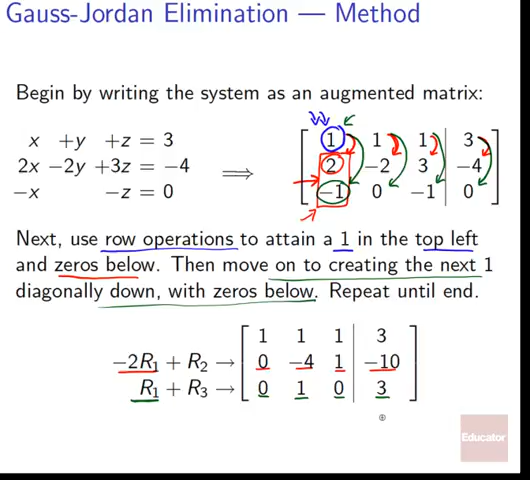 Gauss-Jordan Elimination — Method
Begin by writing the system as an augmented matrix:
x +y +z = 3
2x −2y +3z = −4
−x −z = 0
⟹
1 1 1 | 3
2 −2 3 | −4
−1 0 −1 | 0
Next, use row operations to attain a 1 in the top left
and zeros below. Then move on to creating the next 1
diagonally down, with zeros below. Repeat until end.
1 1 1 | 3
−2R₁ + R₂ → 0 −4 1 | −10
R₁ + R₃ → 0 1 0 | 3
Educator